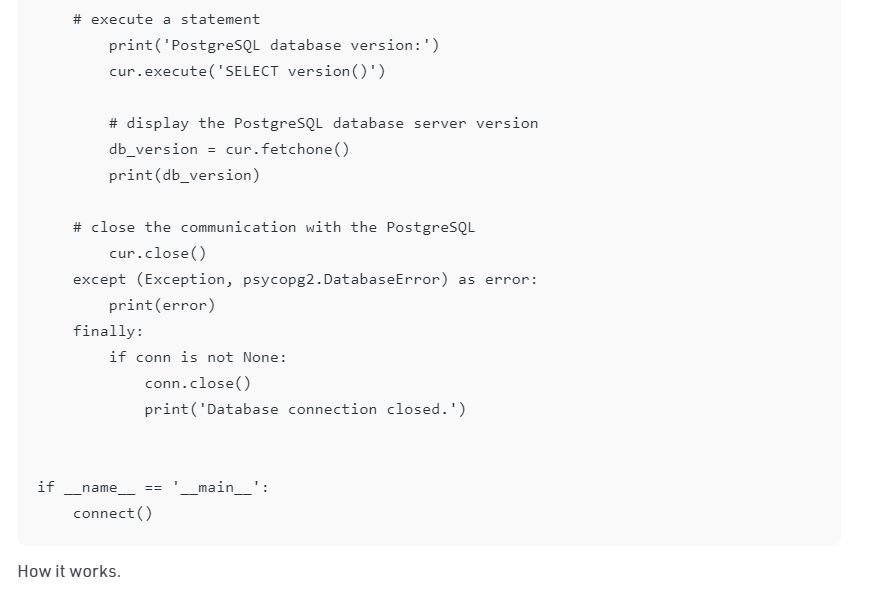 # execute a statement
print('PostgreSQL database version:')
cur.execute('SELECT version()')
# display the PostgreSQL database server version
db_version = cur.fetchone()
print(db_version)
# close the communication with the PostgreSQL
cur.close()
except (Exception, psycopg2.DatabaseError) as error:
print(error)
finally:
if conn is not None:
conn.close()
print('Database connection closed.')
if __name__ == '__main__':
connect()
How it works.